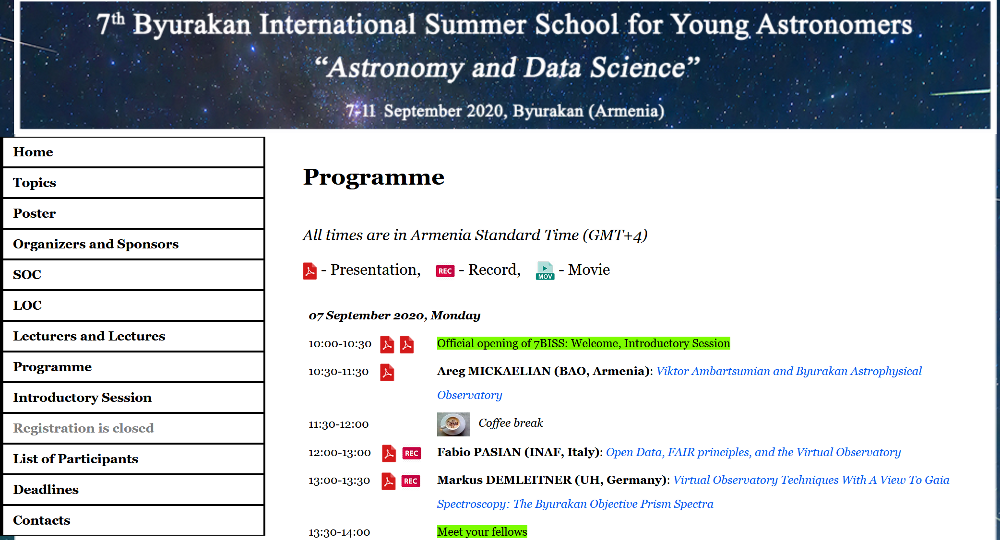 7th Byurakan International Summer School for Young Astronomers
“Astronomy and Data Science”
7-11 September 2020, Byurakan (Armenia)
Home
Topics
Poster
Organizers and Sponsors
SOC
LOC
Lecturers and Lectures
Programme
Introductory Session
Registration is closed
List of Participants
Deadlines
Contacts
Programme
All times are in Armenia Standard Time (GMT+4)
- Presentation, REC - Record, MOV - Movie
07 September 2020, Monday
10:00-10:30 Official opening of 7BISS: Welcome, Introductory Session
10:30-11:30 Areg MICKAELIAN (BAO, Armenia): Viktor Ambartsumian and Byurakan Astrophysical
Observatory
11:30-12:00 Coffee Coffee break
12:00-13:00 REC Fabio PASIAN (INAF, Italy): Open Data, FAIR principles, and the Virtual Observatory
13:00-13:30 REC Markus DEMLEITNER (UH, Germany): Virtual Observatory Techniques With A View To Gaia
Spectroscopy: The Byurakan Objective Prism Spectra
13:30-14:00 Meet your fellows